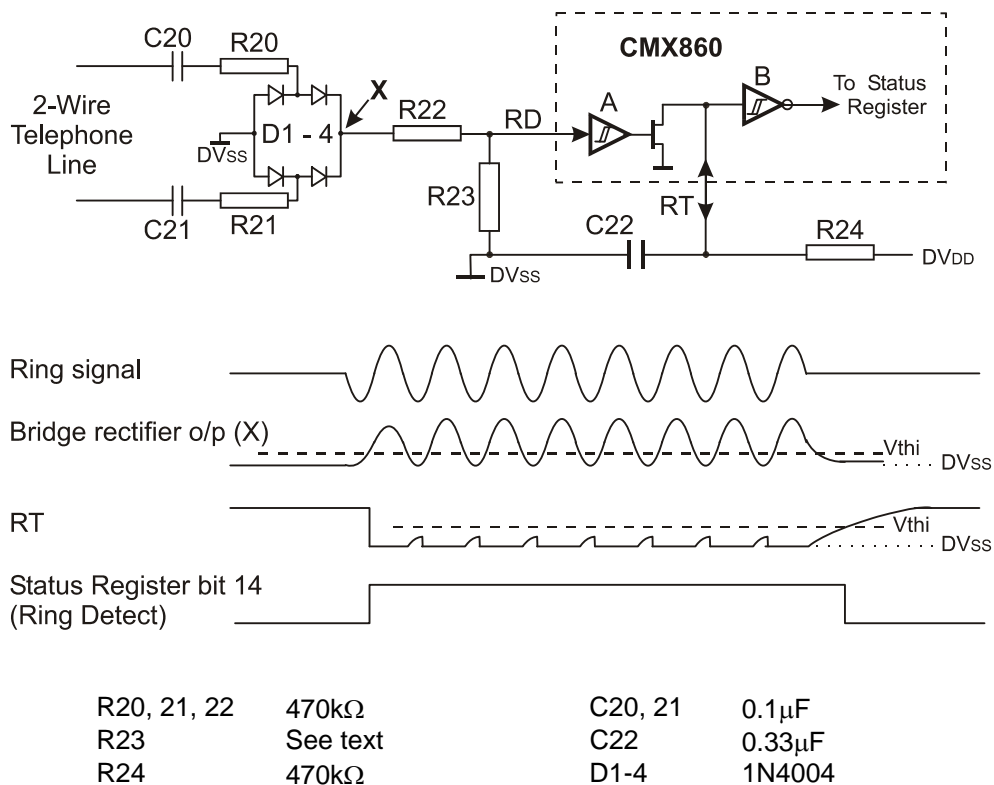 C20
R20
CMX860
X
A
B
To Status
Register
2-Wire
Telephone
Line
DVSS
D1 - 4
R22
RD
R23
RT
C21
R21
C22
R24
DVDD
DVSS
Ring signal
Bridge rectifier o/p (X)
Vthi
DVSS
RT
Vthi
DVSS
Status Register bit 14
(Ring Detect)
R20, 21, 22 470kΩ C20, 21 0.1μF
R23 See text C22 0.33μF
R24 470kΩ D1-4 1N4004